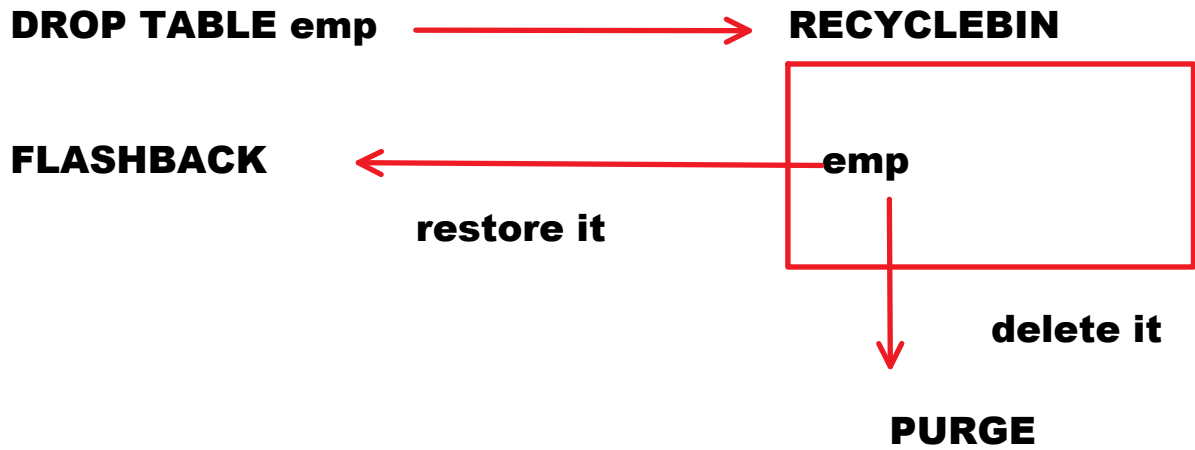 DROP TABLE emp
RECYCLEBIN
FLASHBACK
emp
restore it
delete it
PURGE